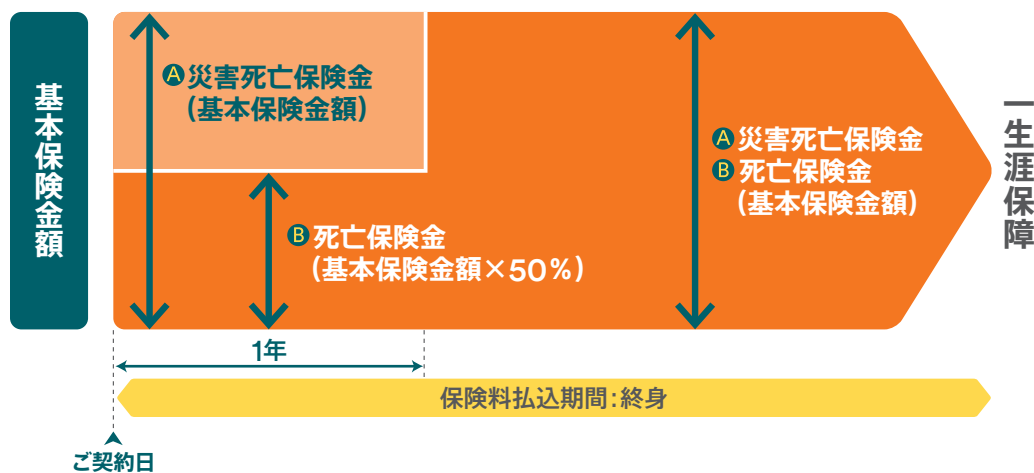 基本保険金額
A災害死亡保険金
(基本保険金額)
B死亡保険金
(基本保険金額×50%)
A災害死亡保険金
B死亡保険金
(基本保険金額)
一生涯保障
1年
保険料払込期間:終身
ご契約日